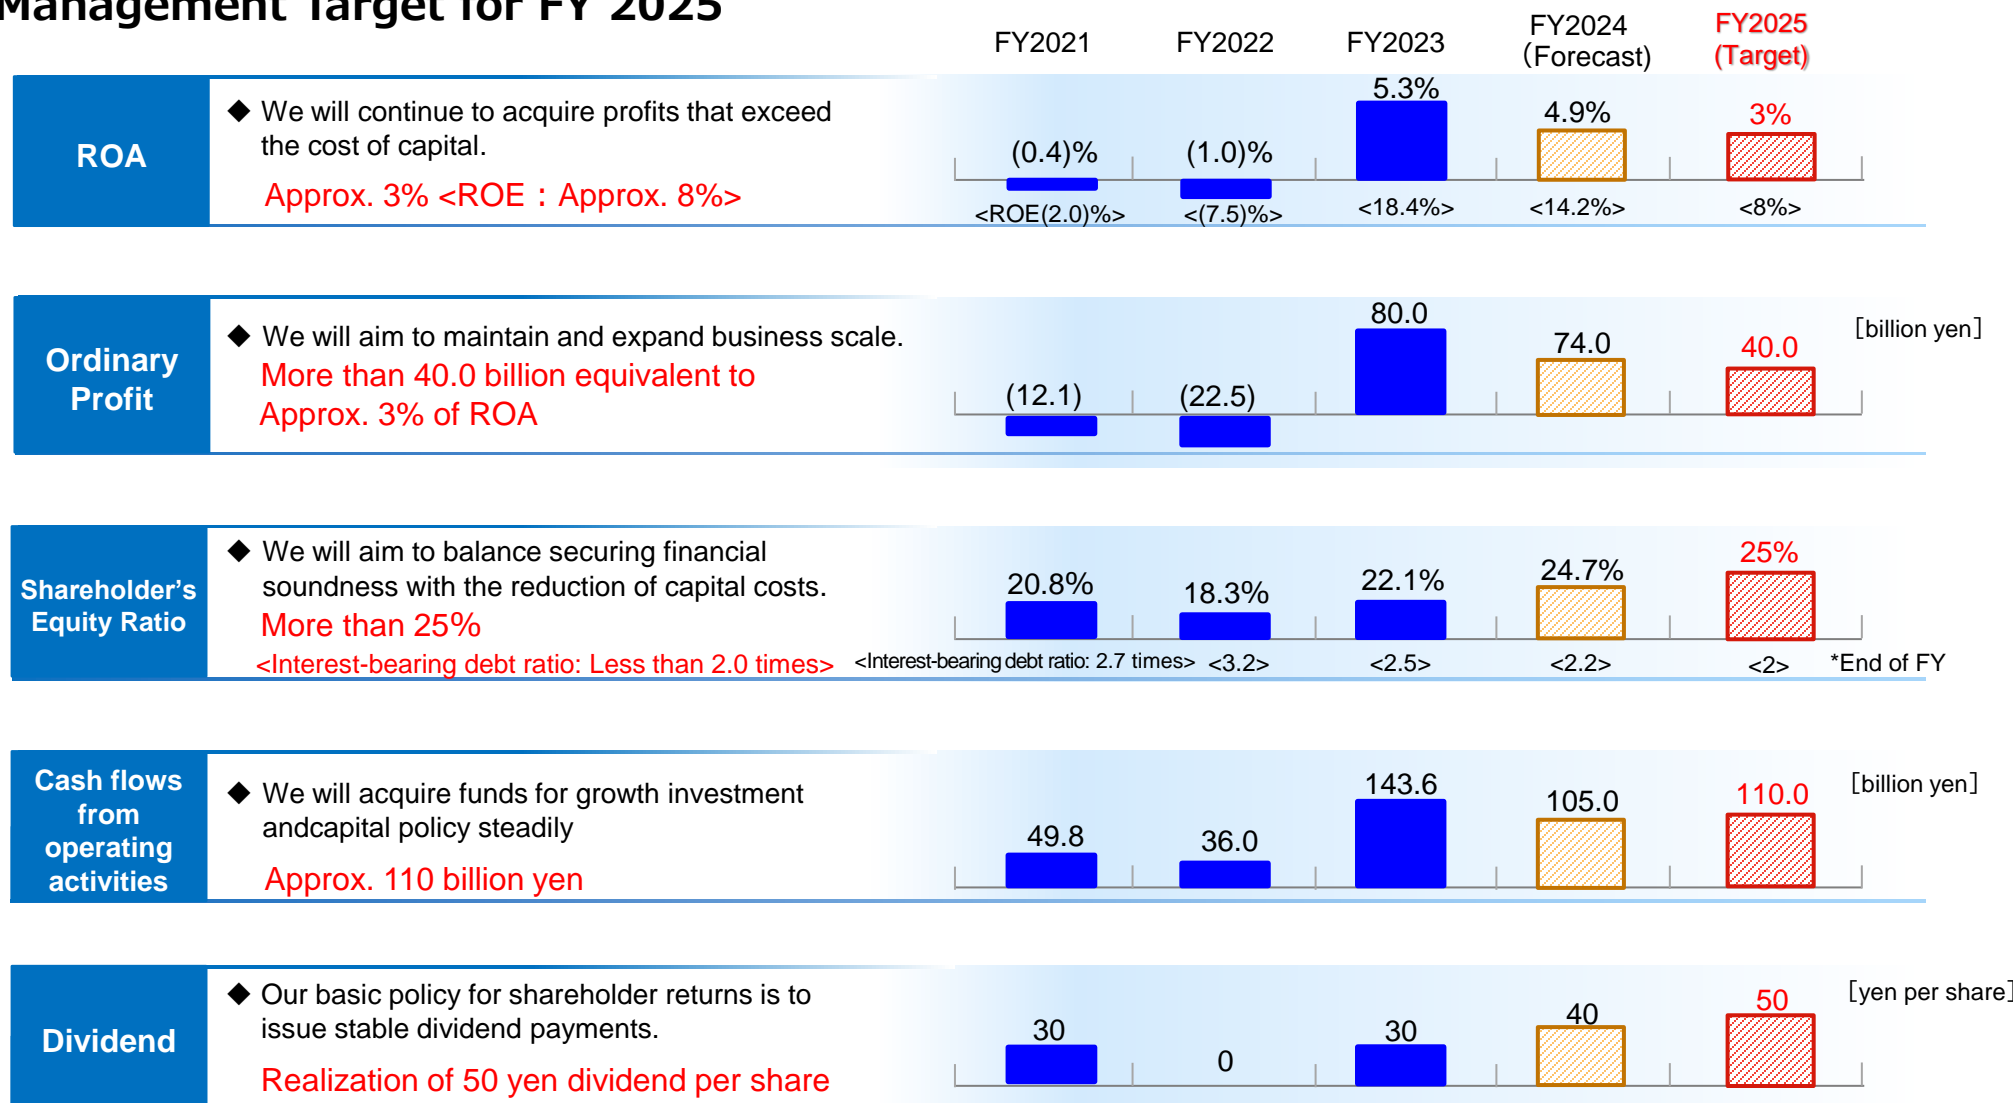 Management Target for FY 2025
FY2021 FY2022 FY2023 FY2024 (Forecast) FY2025 (Target)
ROA
◆ We will continue to acquire profits that exceed
the cost of capital.
Approx. 3% <ROE：Approx. 8%>
(0.4)% (1.0)% 5.3% 4.9% 3%
<ROE(2.0)%> <(7.5)%> <18.4%> <14.2%> <8%>
Ordinary
Profit
◆ We will aim to maintain and expand business scale.
More than 40.0 billion equivalent to
Approx. 3% of ROA
(12.1) (22.5) 80.0 74.0 40.0
[billion yen]
Shareholder's
Equity Ratio
◆ We will aim to balance securing financial
soundness with the reduction of capital costs.
More than 25%
<Interest-bearing debt ratio: Less than 2.0 times>
20.8% 18.3% 22.1% 24.7% 25%
<Interest-bearing debt ratio: 2.7 times> <3.2> <2.5> <2.2> <2> *End of FY
Cash flows
from
operating
activities
◆ We will acquire funds for growth investment
andcapital policy steadily
Approx. 110 billion yen
49.8 36.0 143.6 105.0 110.0
[billion yen]
Dividend
◆ Our basic policy for shareholder returns is to
issue stable dividend payments.
Realization of 50 yen dividend per share
30 0 30 40 50
[yen per share]